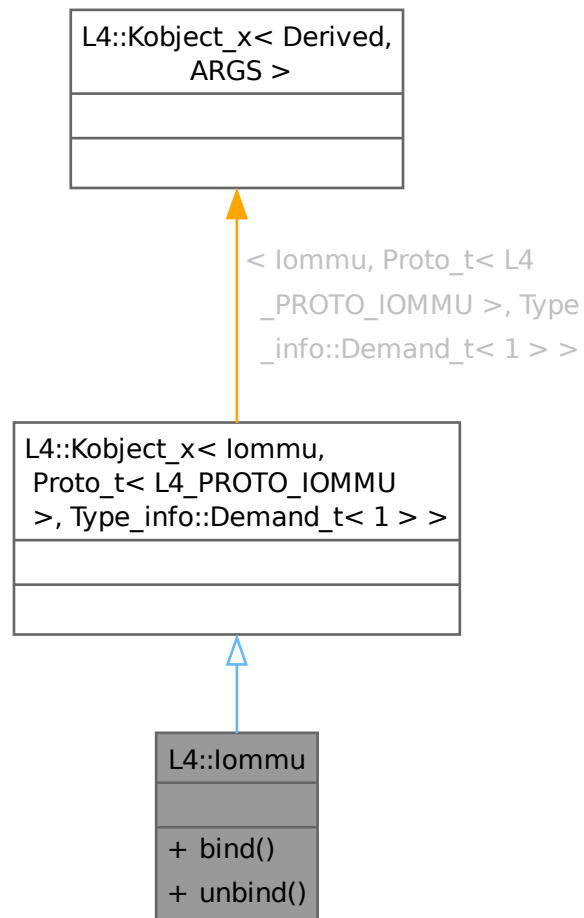 L4::Kobject_x< Derived,
ARGS >
< Iommu, Proto_t< L4
_PROTO_IOMMU >, Type
_info::Demand_t< 1 > >
L4::Kobject_x< Iommu,
Proto_t< L4_PROTO_IOMMU
>, Type_info::Demand_t< 1 > >
L4::Iommu
+ bind()
+ unbind()